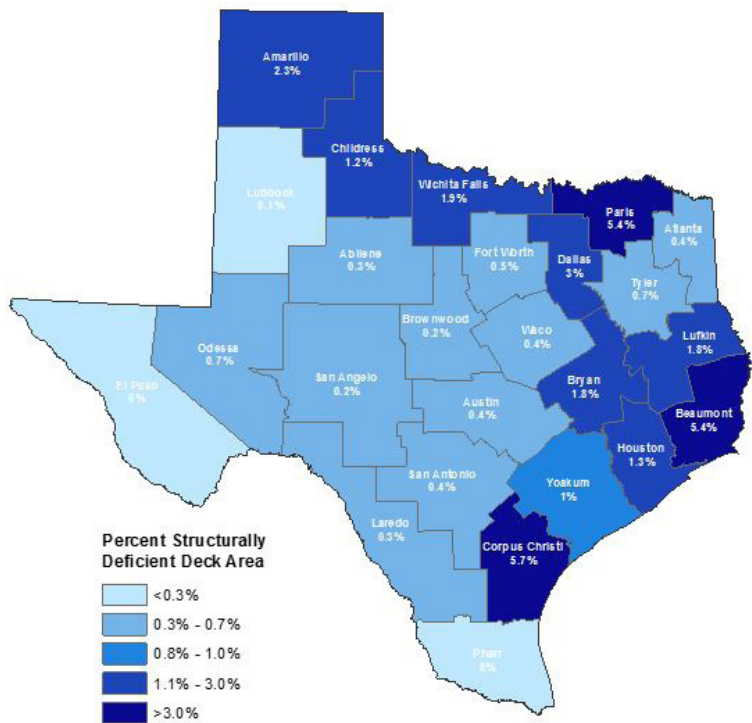 Amarillo
2.3%
Childress
1.2%
Lubbock
0.1%
Wichita Falls
1.9%
Paris
5.4%
Atlanta
0.4%
Abilene
0.3%
Fort Worth
0.5%
Dallas
3%
Tyler
0.7%
Brownwood
0.2%
Waco
0.4%
Lufkin
1.8%
Odessa
0.7%
El Paso
0%
San Angelo
0.2%
Bryan
1.8%
Austin
0.4%
Beaumont
5.4%
Houston
1.3%
San Antonio
0.4%
Yoakum
1%
Laredo
0.3%
Corpus Christi
5.7%
Pharr
0%
Percent Structurally
Deficient Deck Area
<0.3%
0.3% - 0.7%
0.8% - 1.0%
1.1% - 3.0%
>3.0%